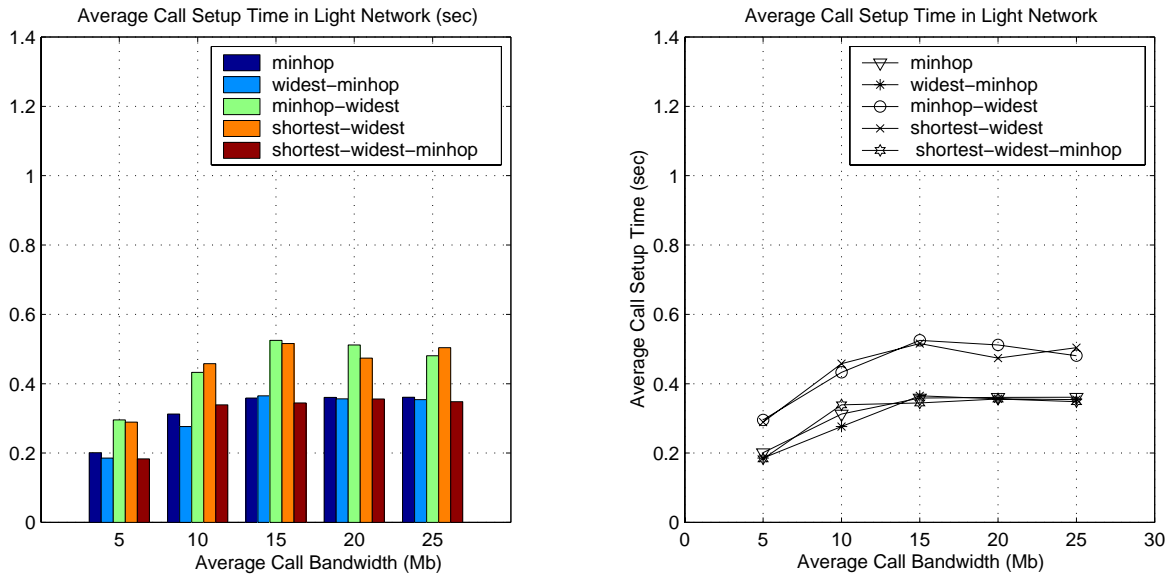 Average Call Setup Time in Light Network (sec)
1.4
1.2
1
0.8
0.6
0.4
0.2
0
minhop
widest−minhop
minhop−widest
shortest−widest
shortest−widest−minhop
5 10 15 20 25
Average Call Bandwidth (Mb)
Average Call Setup Time in Light Network
Average Call Setup Time (sec)
1.4
1.2
1
0.8
0.6
0.4
0.2
0
minhop
widest−minhop
minhop−widest
shortest−widest
shortest−widest−minhop
0 5 10 15 20 25 30
Average Call Bandwidth (Mb)